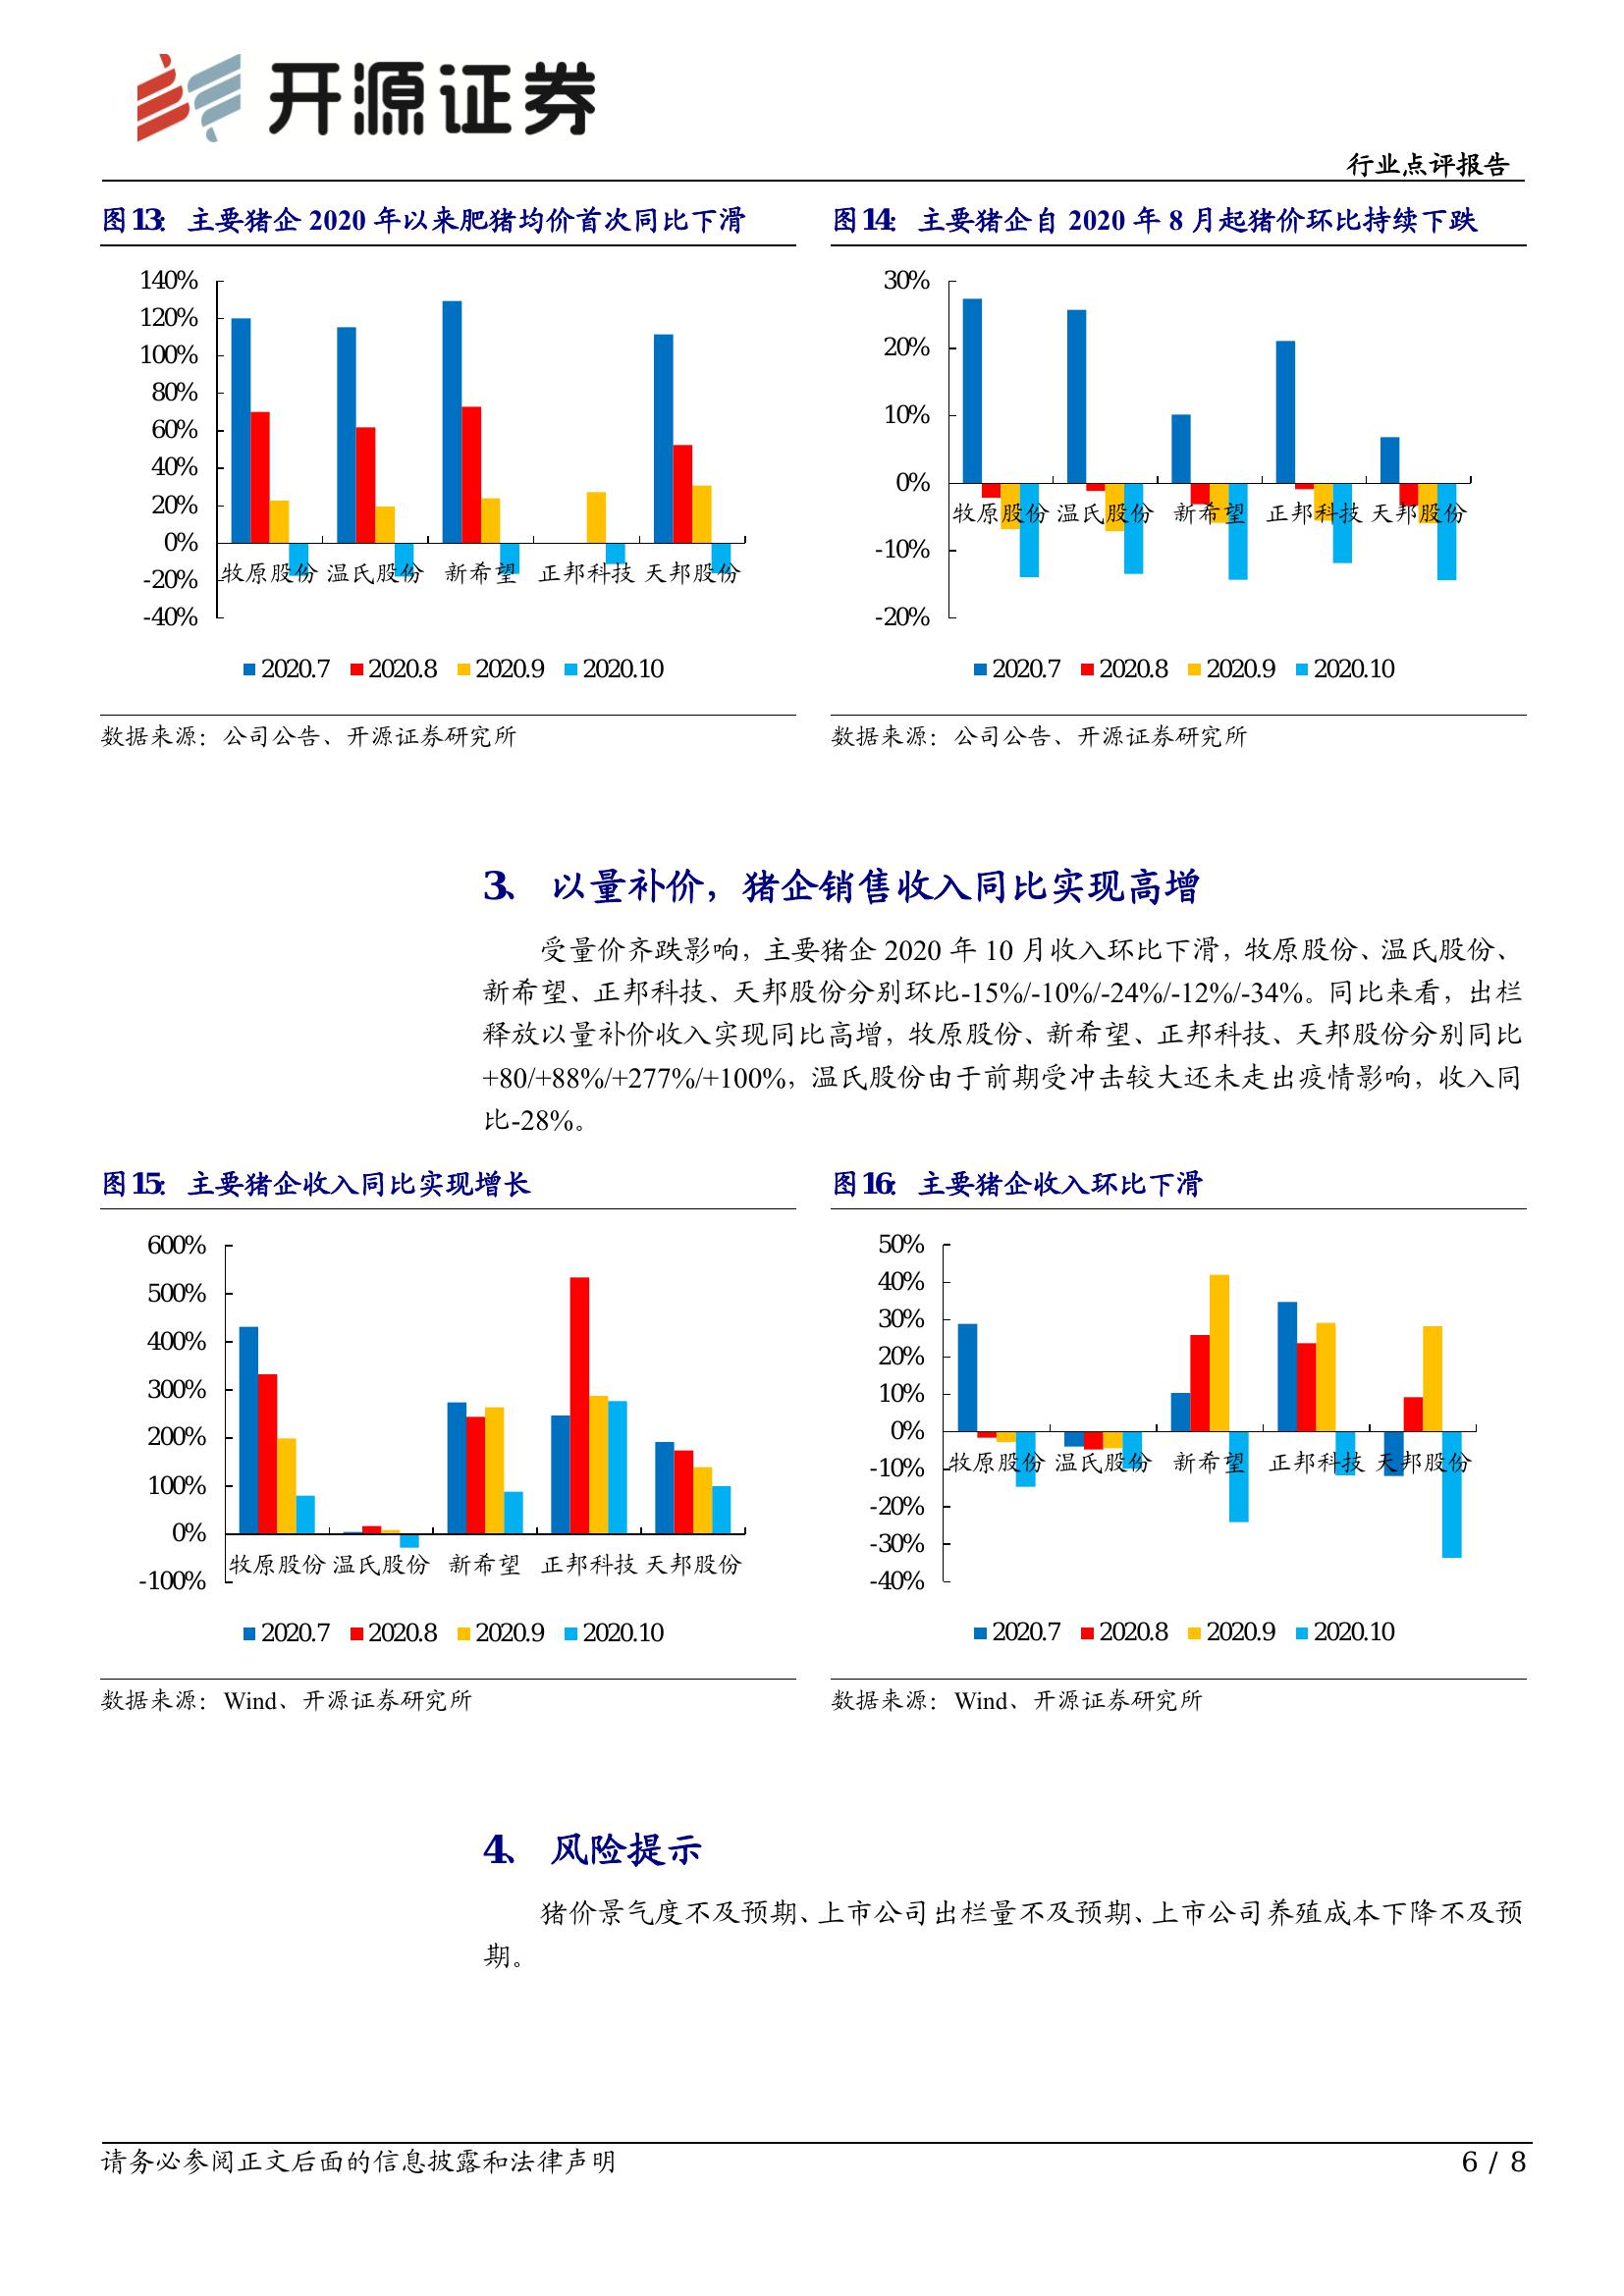 开源证券
行业点评报告
图13： 主要猪企 2020 年以来肥猪均价首次同比下滑
140%
120%
100%
80%
60%
40%
20%
0%
-20%
-40%
牧原股份 温氏股份 新希望 正邦科技 天邦股份
2020.7 2020.8 2020.9 2020.10
数据来源：公司公告、开源证券研究所
图14： 主要猪企自 2020 年 8 月起猪价环比持续下跌
30%
20%
10%
0%
-10%
-20%
牧原股份 温氏股份 新希望 正邦科技 天邦股份
2020.7 2020.8 2020.9 2020.10
数据来源：公司公告、开源证券研究所
3、 以量补价，猪企销售收入同比实现高增
受量价齐跌影响，主要猪企 2020 年 10 月收入环比下滑，牧原股份、温氏股份、
新希望、正邦科技、天邦股份分别环比-15%/-10%/-24%/-12%/-34%。同比来看，出栏
释放以量补价收入实现同比高增，牧原股份、新希望、正邦科技、天邦股份分别同比
+80/+88%/+277%/+100%，温氏股份由于前期受冲击较大还未走出疫情影响，收入同
比-28%。
图15： 主要猪企收入同比实现增长
600%
500%
400%
300%
200%
100%
0%
-100%
牧原股份 温氏股份 新希望 正邦科技 天邦股份
2020.7 2020.8 2020.9 2020.10
数据来源：Wind、开源证券研究所
图16： 主要猪企收入环比下滑
50%
40%
30%
20%
10%
0%
-10%
-20%
-30%
-40%
牧原股份 温氏股份 新希望 正邦科技 天邦股份
2020.7 2020.8 2020.9 2020.10
数据来源：Wind、开源证券研究所
4、 风险提示
猪价景气度不及预期、上市公司出栏量不及预期、上市公司养殖成本下降不及预
期。
请务必参阅正文后面的信息披露和法律声明
6 / 8